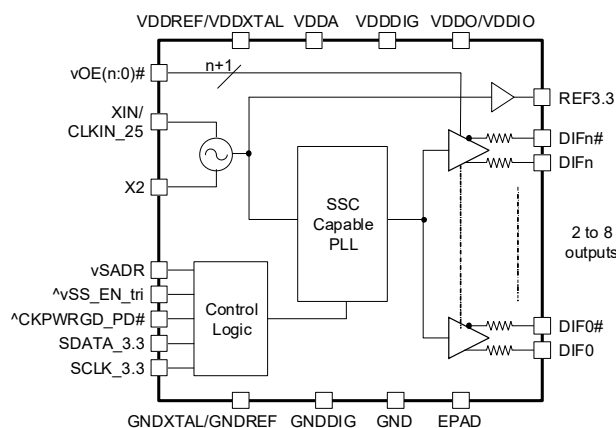 VDDREF/VDDXTAL VDDA VDDDIG VDDO/VDDIO
vOE(n:0)#
n+1
REF3.3
XIN/
CLKIN_25
X2
DIFn#
DIFn
SSC
Capable
PLL
2 to 8
outputs
vSADR
^vSS_EN_tri
^CKPWRGD_PD#
SDATA_3.3
SCLK_3.3
Control
Logic
DIF0#
DIF0
GNDXTAL/GNDREF GNDDIG GND EPAD